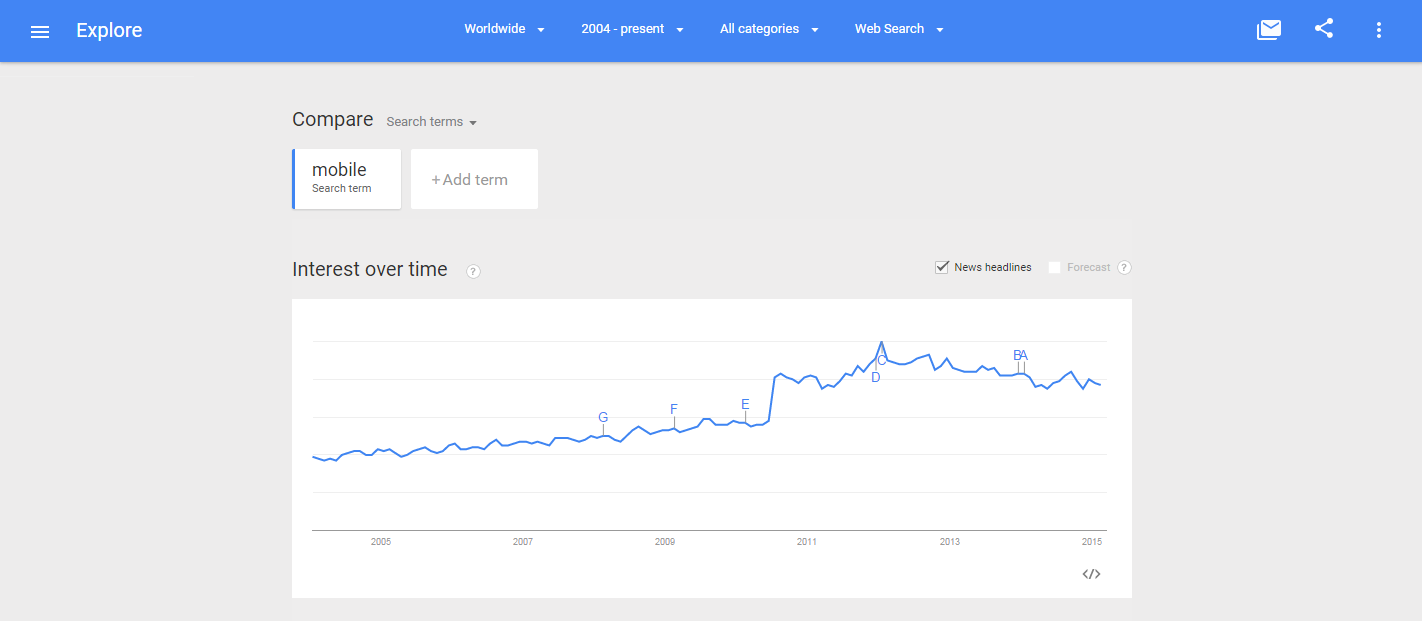 Explore Worldwide 2004 - present All categories Web Search
Compare Search terms
mobile
Search term
+Add term
Interest over time ? News headlines Forecast ?
G F E D C B A
2005 2007 2009 2011 2013 2015
</>